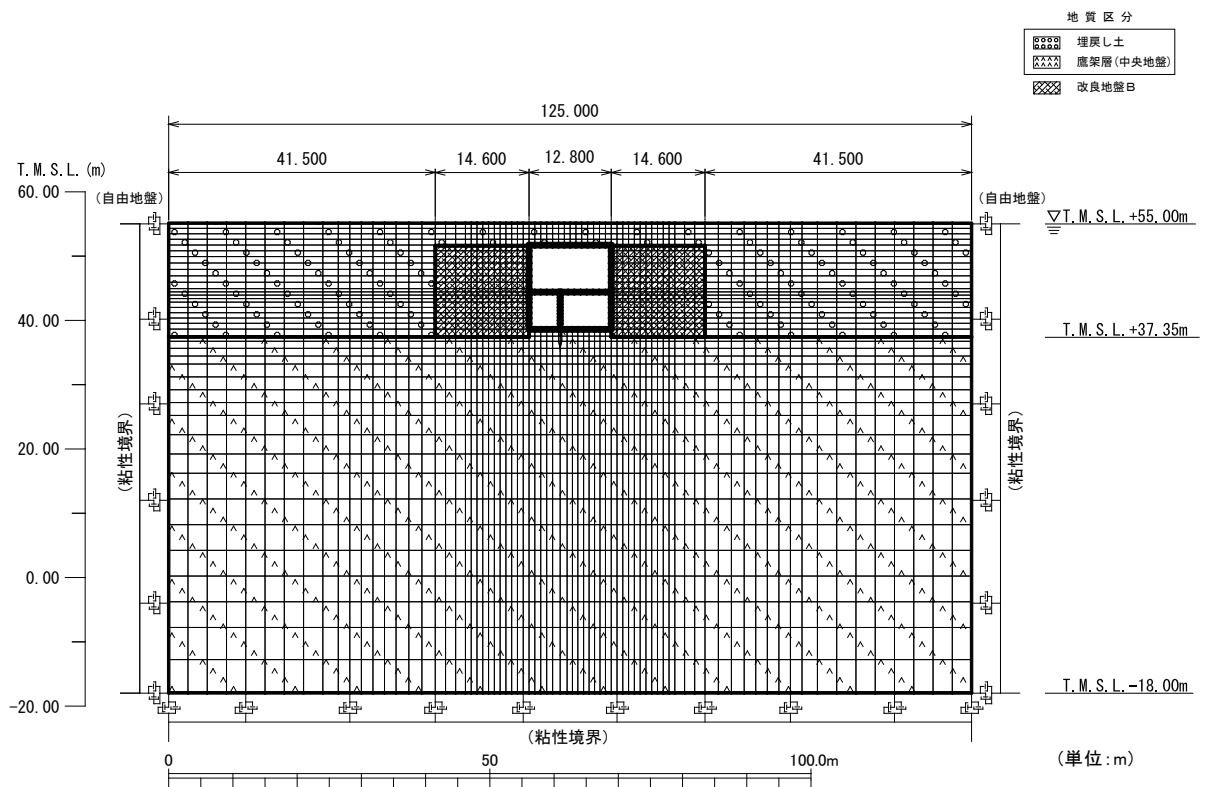 地質区分
埋戻し土
鷹架層(中央地盤)
改良地盤B
125.000
41.500
14.600
12.800
14.600
41.500
T.M.S.L.(m)
60.00
(自由地盤)
(自由地盤)
▽T.M.S.L.+55.00m
40.00
T.M.S.L.+37.35m
20.00
(粘性境界)
(粘性境界)
0.00
-20.00
T.M.S.L.-18.00m
(粘性境界)
0
50
100.0m
(単位:m)